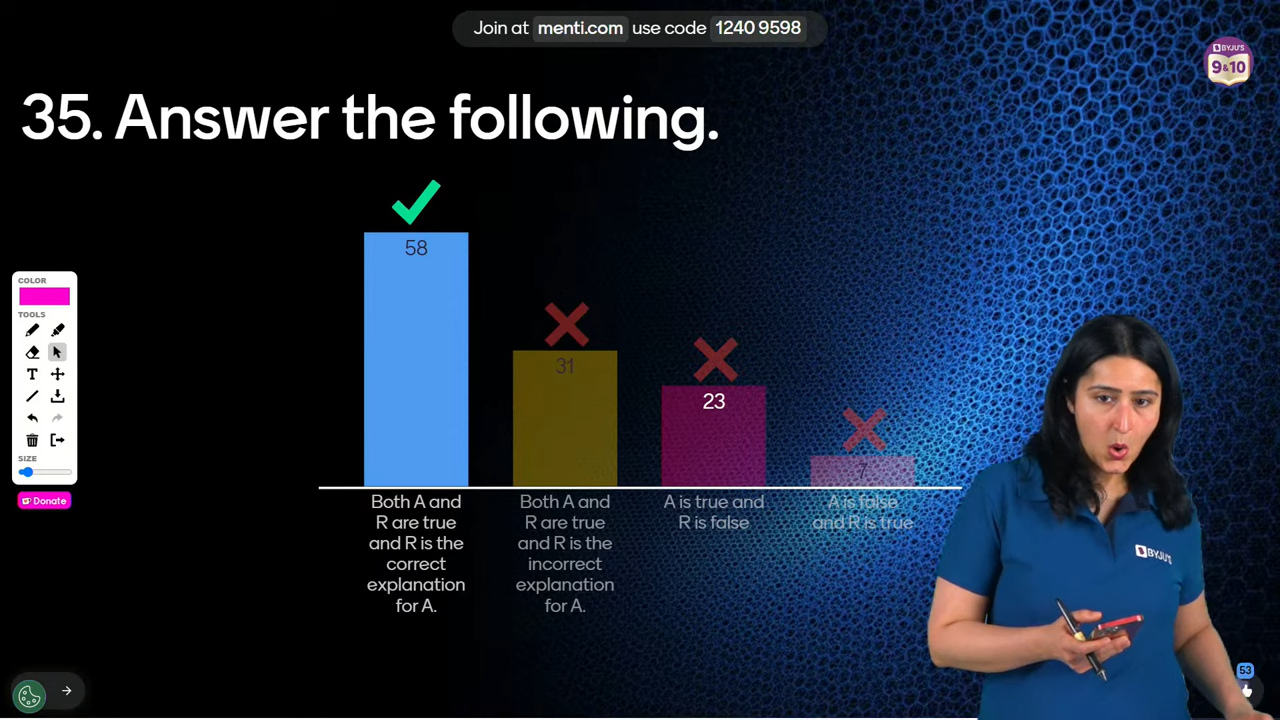 Join at menti.com use code 1240 9598
BYJU'S
9&10
35. Answer the following.
58
31
23
7
Both A and
R are true
and R is the
correct
explanation
for A.
Both A and
R are true
and R is the
incorrect
explanation
for A.
A is true and
R is false
A is false
and R is true
COLOR
TOOLS
T
SIZE
Donate
BYJU'S
53